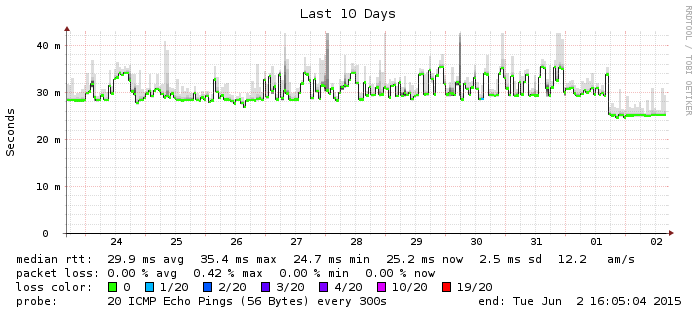 Last 10 Days
RRDTOOL / TOBI OETIKER
Seconds
40 m
30 m
20 m
10 m
0
24 25 26 27 28 29 30 31 01 02
median rtt: 29.9 ms avg 35.4 ms max 24.7 ms min 25.2 ms now 2.5 ms sd 12.2 am/s
packet loss: 0.00 % avg 0.42 % max 0.00 % min 0.00 % now
loss color: 0 1/20 2/20 3/20 4/20 10/20 19/20
probe: 20 ICMP Echo Pings (56 Bytes) every 300s end: Tue Jun 2 16:05:04 2015